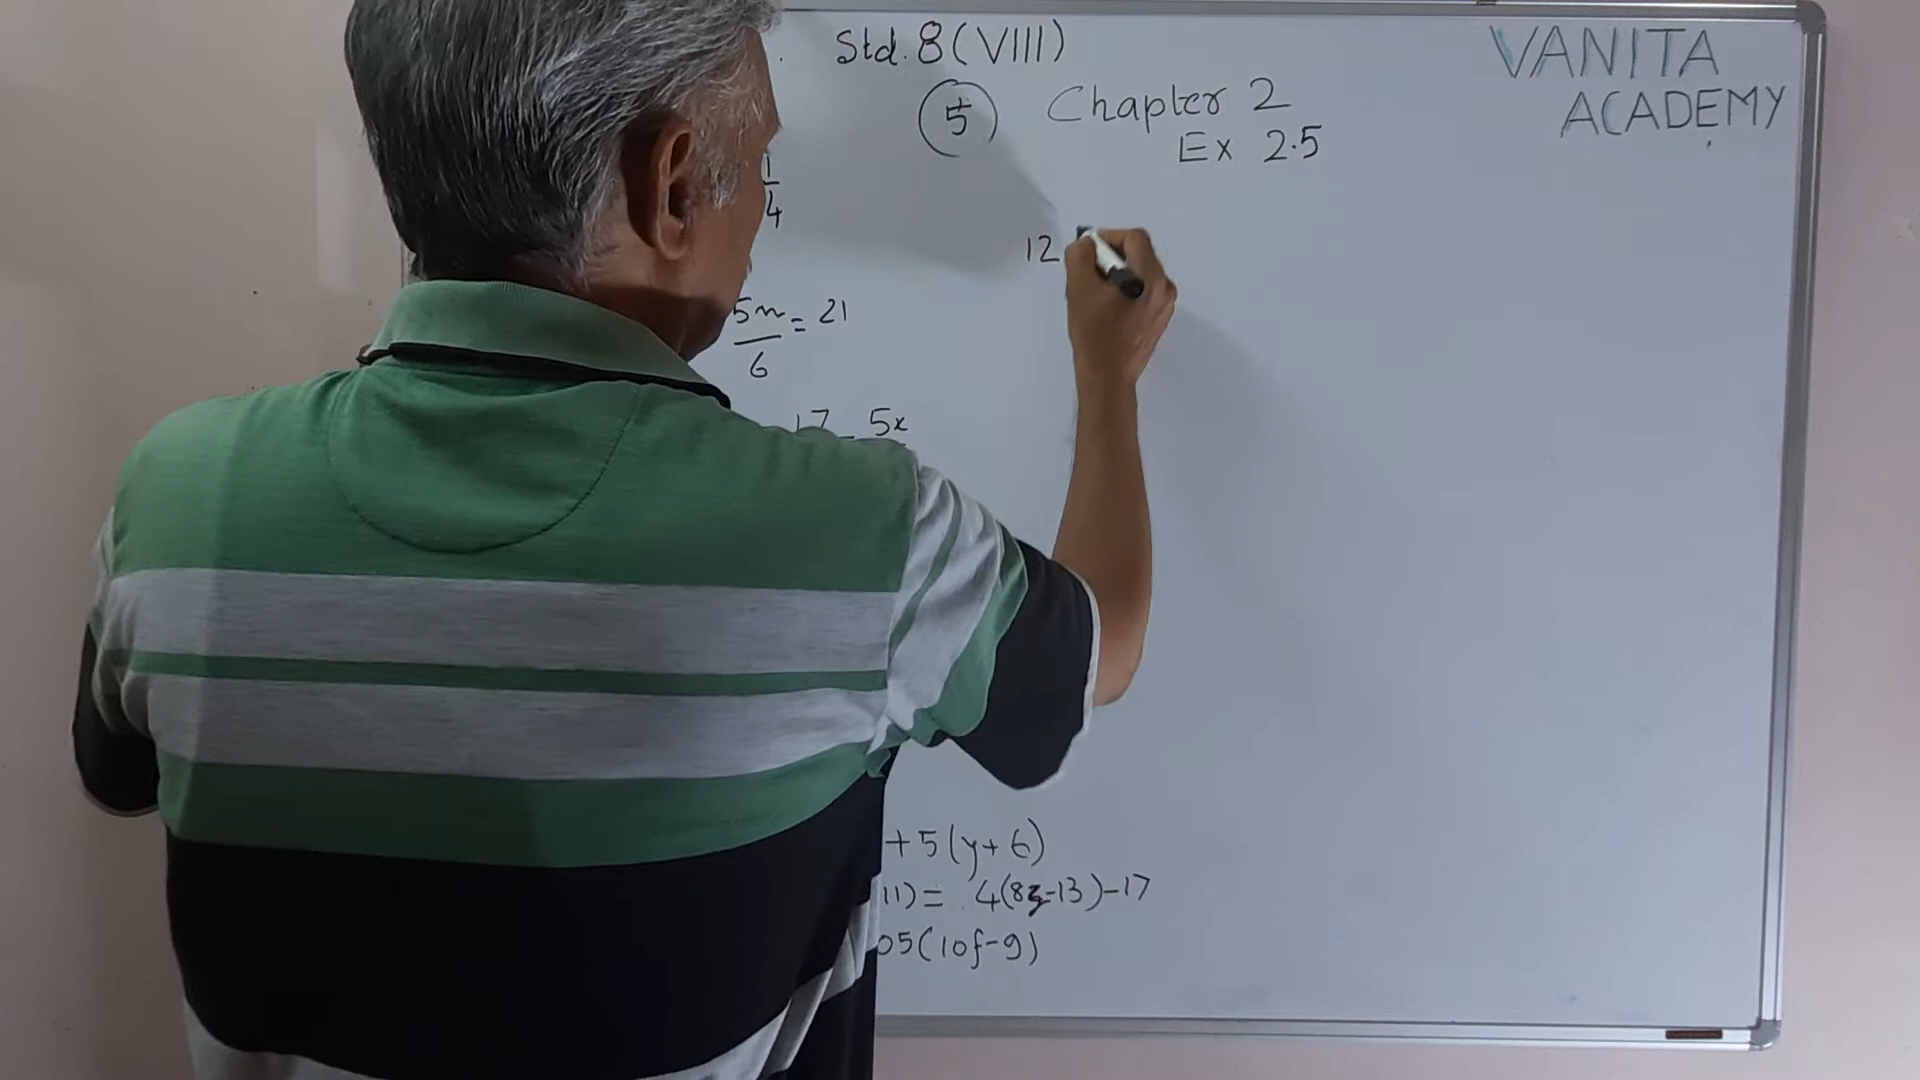 Std. 8 (VIII)
VANITA
ACADEMY
5 Chapter 2
Ex 2.5
1/4
12
5n/6 = 21
17 - 5x
+ 5(y+6)
11) = 4(8z-13)-17
05(10f-9)